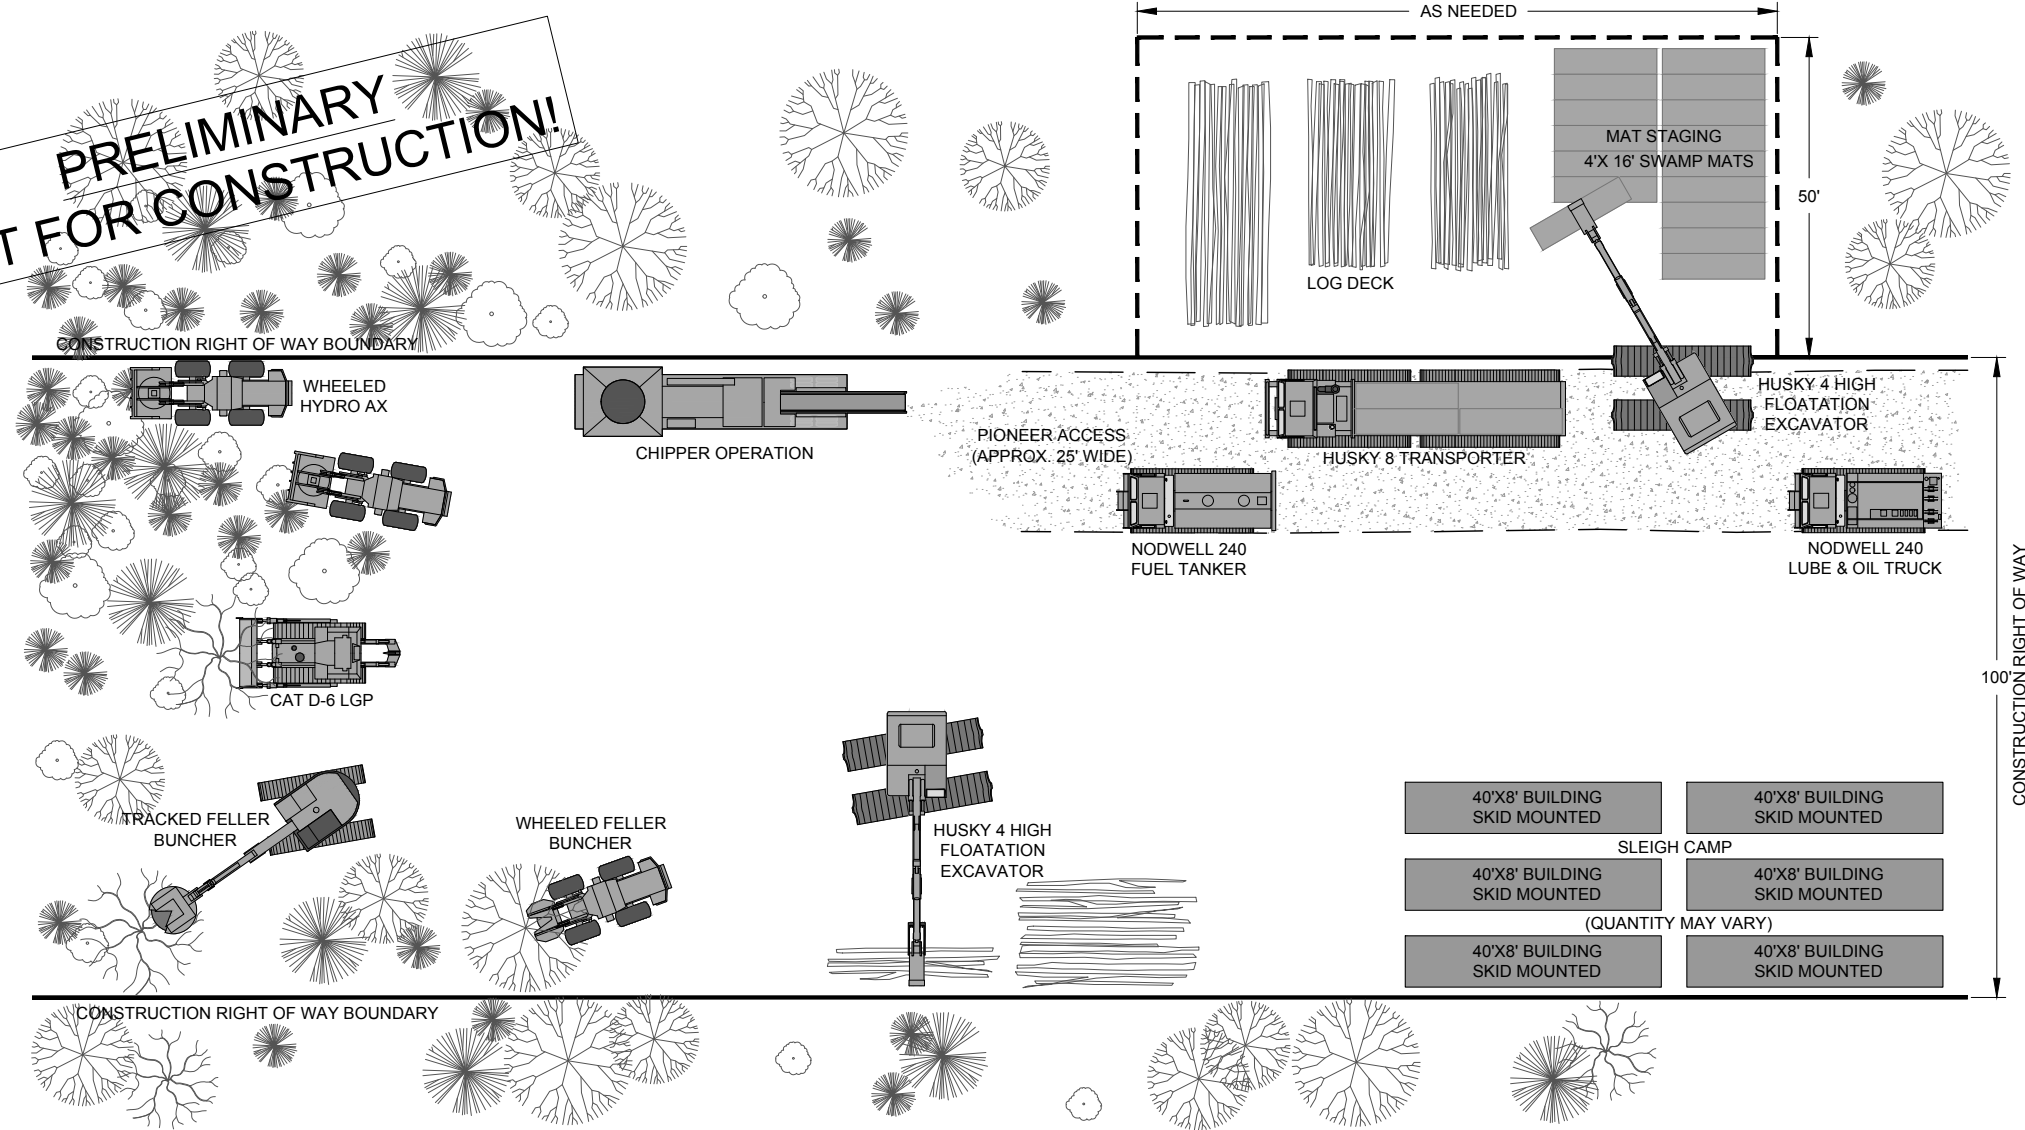 AS NEEDED
PRELIMINARY
T FOR CONSTRUCTION!
MAT STAGING
4'X 16' SWAMP MATS
50'
LOG DECK
CONSTRUCTION RIGHT OF WAY BOUNDARY
WHEELED
HYDRO AX
CHIPPER OPERATION
PIONEER ACCESS
(APPROX. 25' WIDE)
HUSKY 8 TRANSPORTER
HUSKY 4 HIGH
FLOATATION
EXCAVATOR
NODWELL 240
FUEL TANKER
NODWELL 240
LUBE & OIL TRUCK
CAT D-6 LGP
100'
CONSTRUCTION RIGHT OF WAY
TRACKED FELLER
BUNCHER
WHEELED FELLER
BUNCHER
HUSKY 4 HIGH
FLOATATION
EXCAVATOR
40'X8' BUILDING
SKID MOUNTED
40'X8' BUILDING
SKID MOUNTED
SLEIGH CAMP
40'X8' BUILDING
SKID MOUNTED
40'X8' BUILDING
SKID MOUNTED
(QUANTITY MAY VARY)
40'X8' BUILDING
SKID MOUNTED
40'X8' BUILDING
SKID MOUNTED
CONSTRUCTION RIGHT OF WAY BOUNDARY